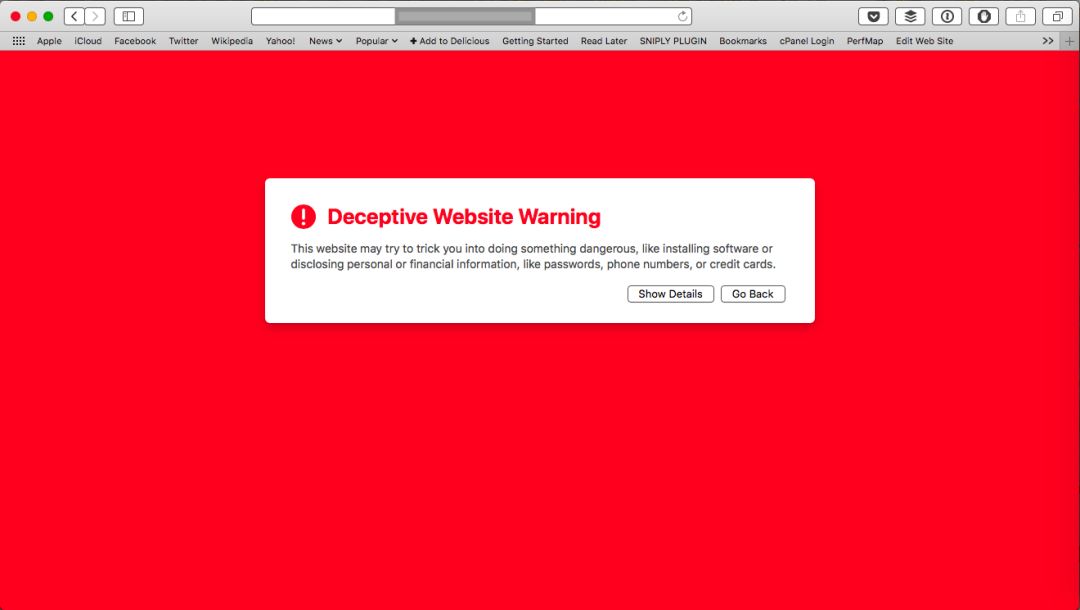 Apple iCloud Facebook Twitter Wikipedia Yahoo! News Popular + Add to Delicious Getting Started Read Later SNIPLY PLUGIN Bookmarks cPanel Login PerfMap Edit Web Site >> +
! Deceptive Website Warning
This website may try to trick you into doing something dangerous, like installing software or
disclosing personal or financial information, like passwords, phone numbers, or credit cards.
Show Details Go Back